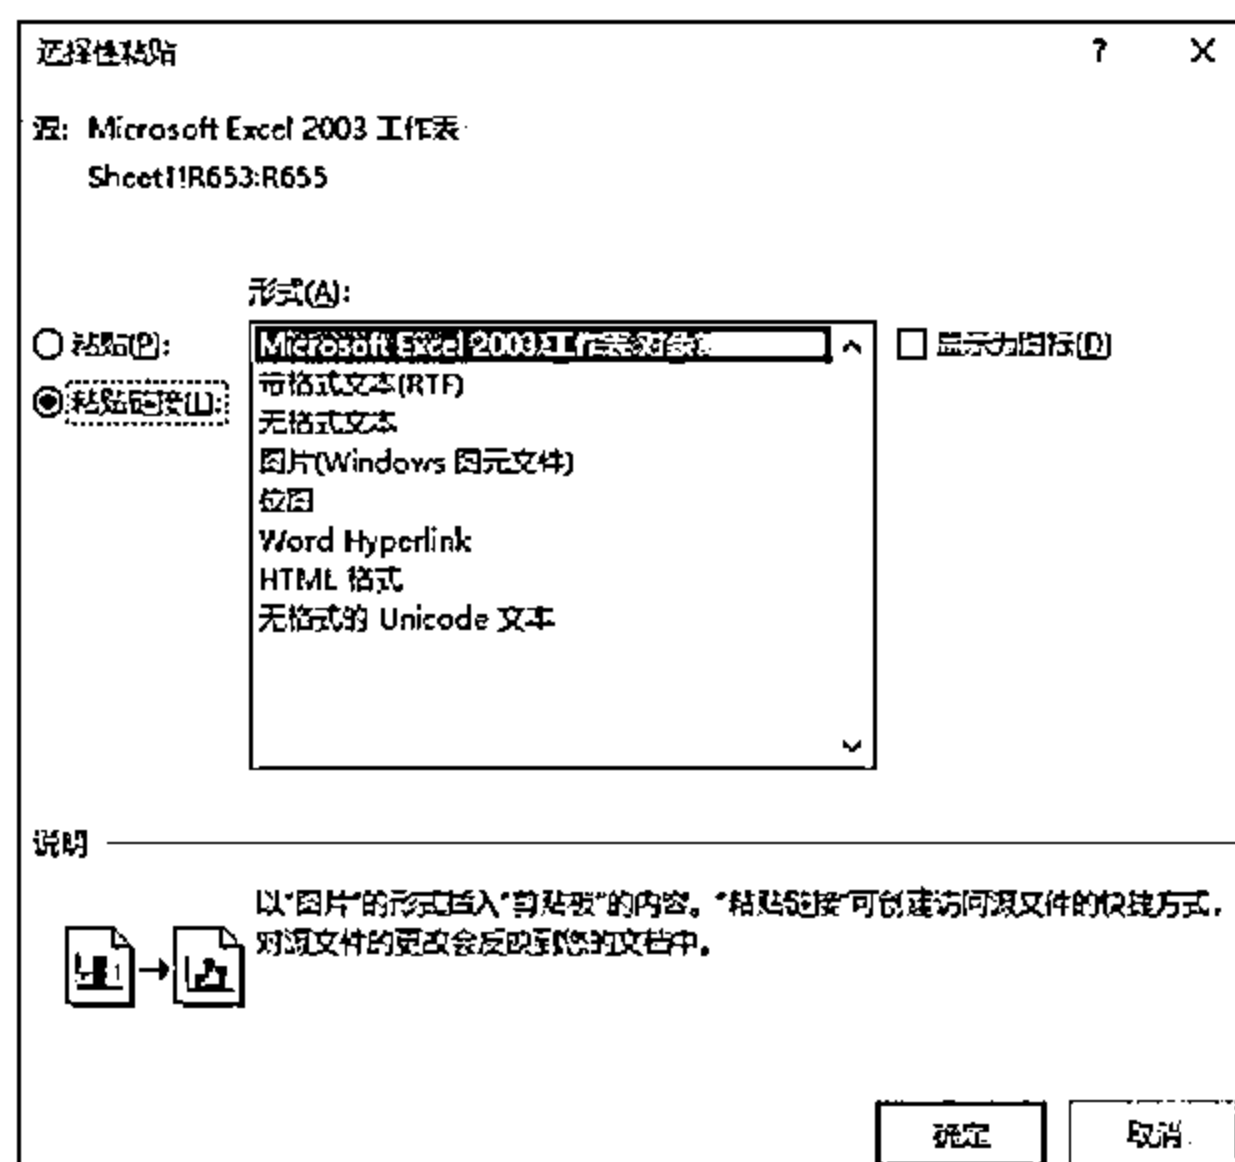 选择性粘贴 ? X
源: Microsoft Excel 2003 工作表
Sheet1!R653:R655
形式(A):
粘贴(P):
Microsoft Excel 2003 工作表 对象
显示为图标(D)
粘贴链接(L):
带格式文本(RTF)
无格式文本
图片(Windows 图元文件)
位图
Word Hyperlink
HTML 格式
无格式的 Unicode 文本
说明
以“图片”的形式插入“剪贴板”的内容。“粘贴链接”可创建访问源文件的快捷方式，
对源文件的更改会反映到您的文档中。
确定
取消